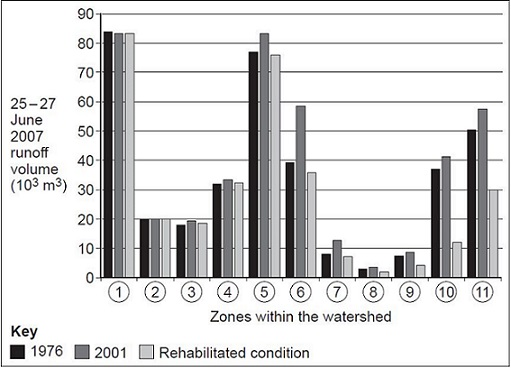 90
80
70
60
50
40
30
20
10
0
25–27
June
2007
runoff
volume
(10³ m³)
1 2 3 4 5 6 7 8 9 10 11
Zones within the watershed
Key
1976 2001 Rehabilitated condition